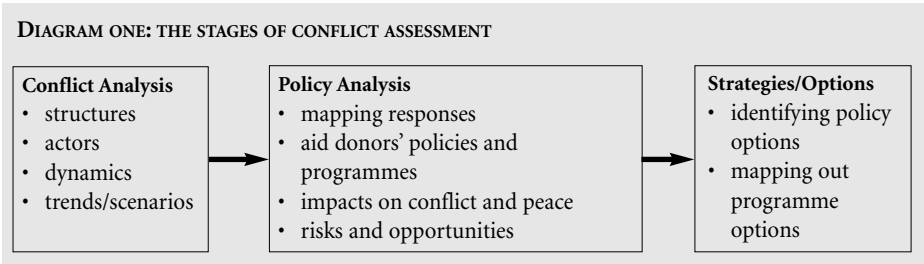 DIAGRAM ONE: THE STAGES OF CONFLICT ASSESSMENT
Conflict Analysis
• structures
• actors
• dynamics
• trends/scenarios
Policy Analysis
• mapping responses
• aid donors’ policies and
programmes
• impacts on conflict and peace
• risks and opportunities
Strategies/Options
• identifying policy
options
• mapping out
programme
options